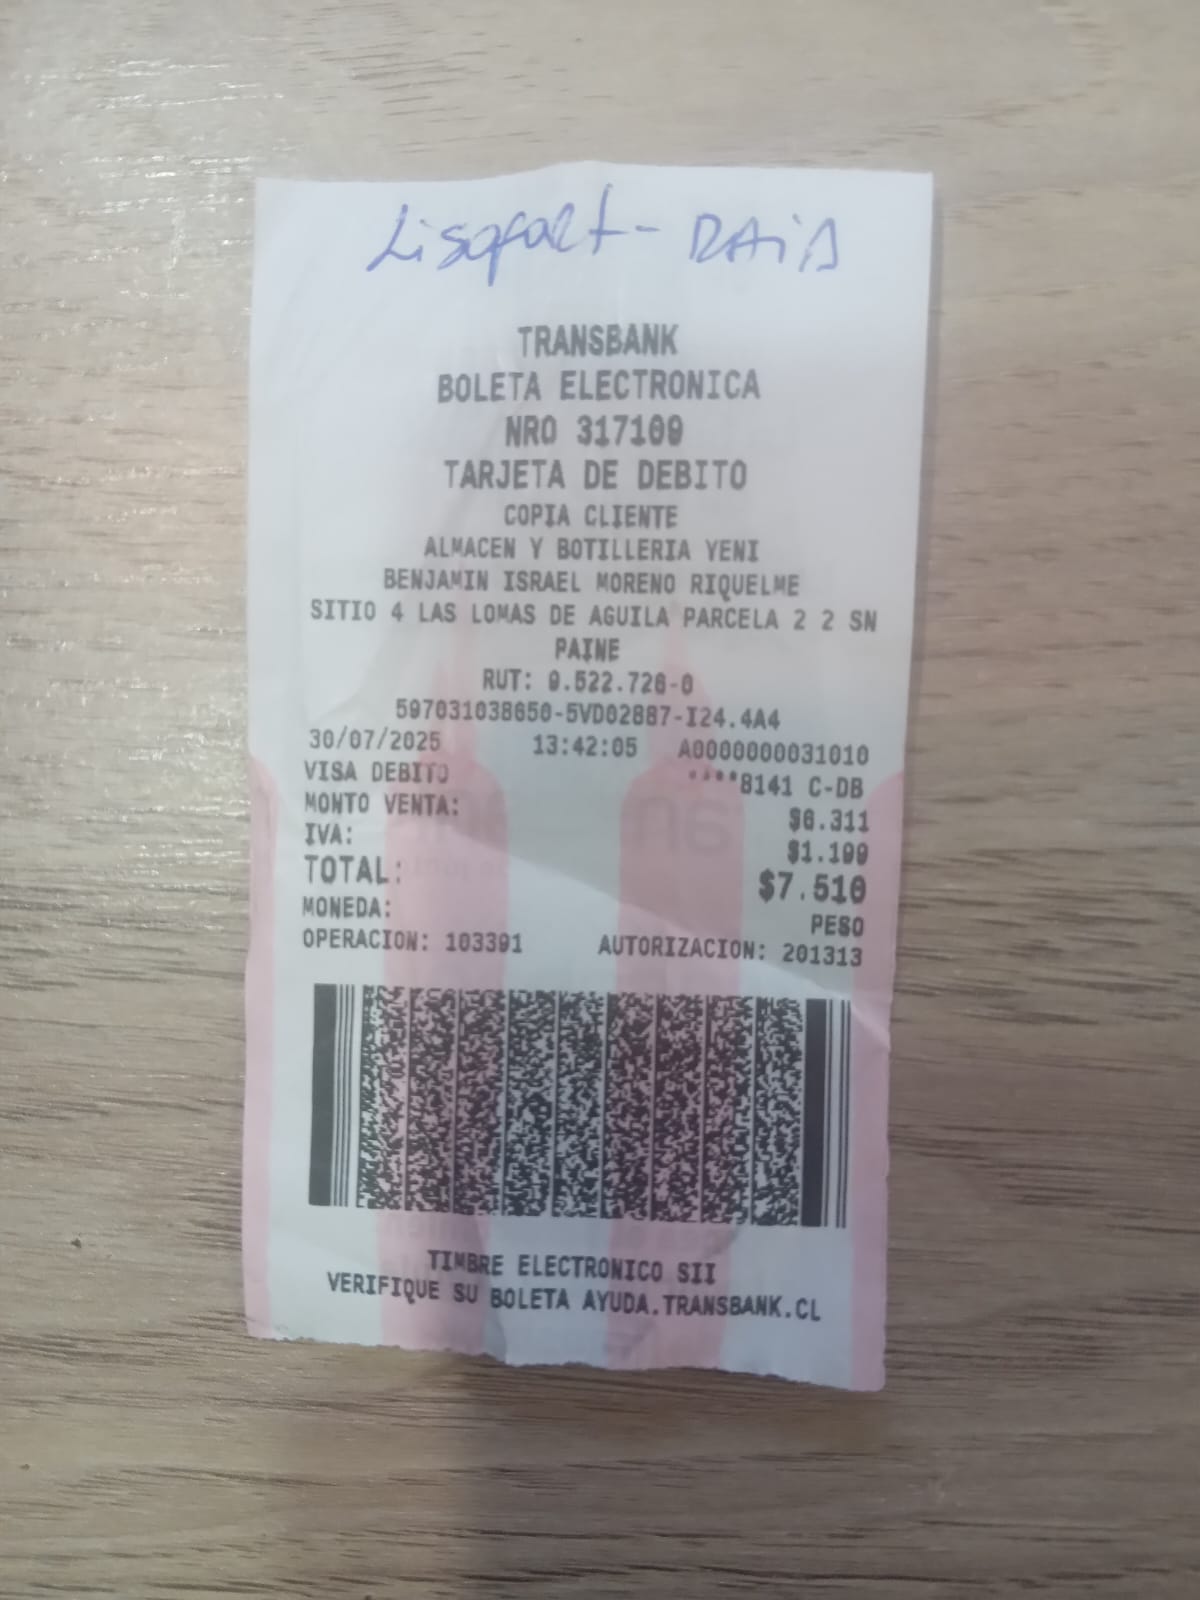 Lisofalt - RAID
TRANSBANK
BOLETA ELECTRONICA
NRO 317109
TARJETA DE DEBITO
COPIA CLIENTE
ALMACEN Y BOTILLERIA YENI
BENJAMIN ISRAEL MORENO RIQUELME
SITIO 4 LAS LOMAS DE AGUILA PARCELA 2 2 SN
PAINE
RUT: 9.522.726-0
597031038650-5VD02887-I24.4A4
30/07/2025 13:42:05 A0000000031010
VISA DEBITO ****8141 C-DB
MONTO VENTA: $6.311
IVA: $1.199
TOTAL: $7.510
MONEDA: PESO
OPERACION: 103391 AUTORIZACION: 201313
TIMBRE ELECTRONICO SII
VERIFIQUE SU BOLETA AYUDA.TRANSBANK.CL